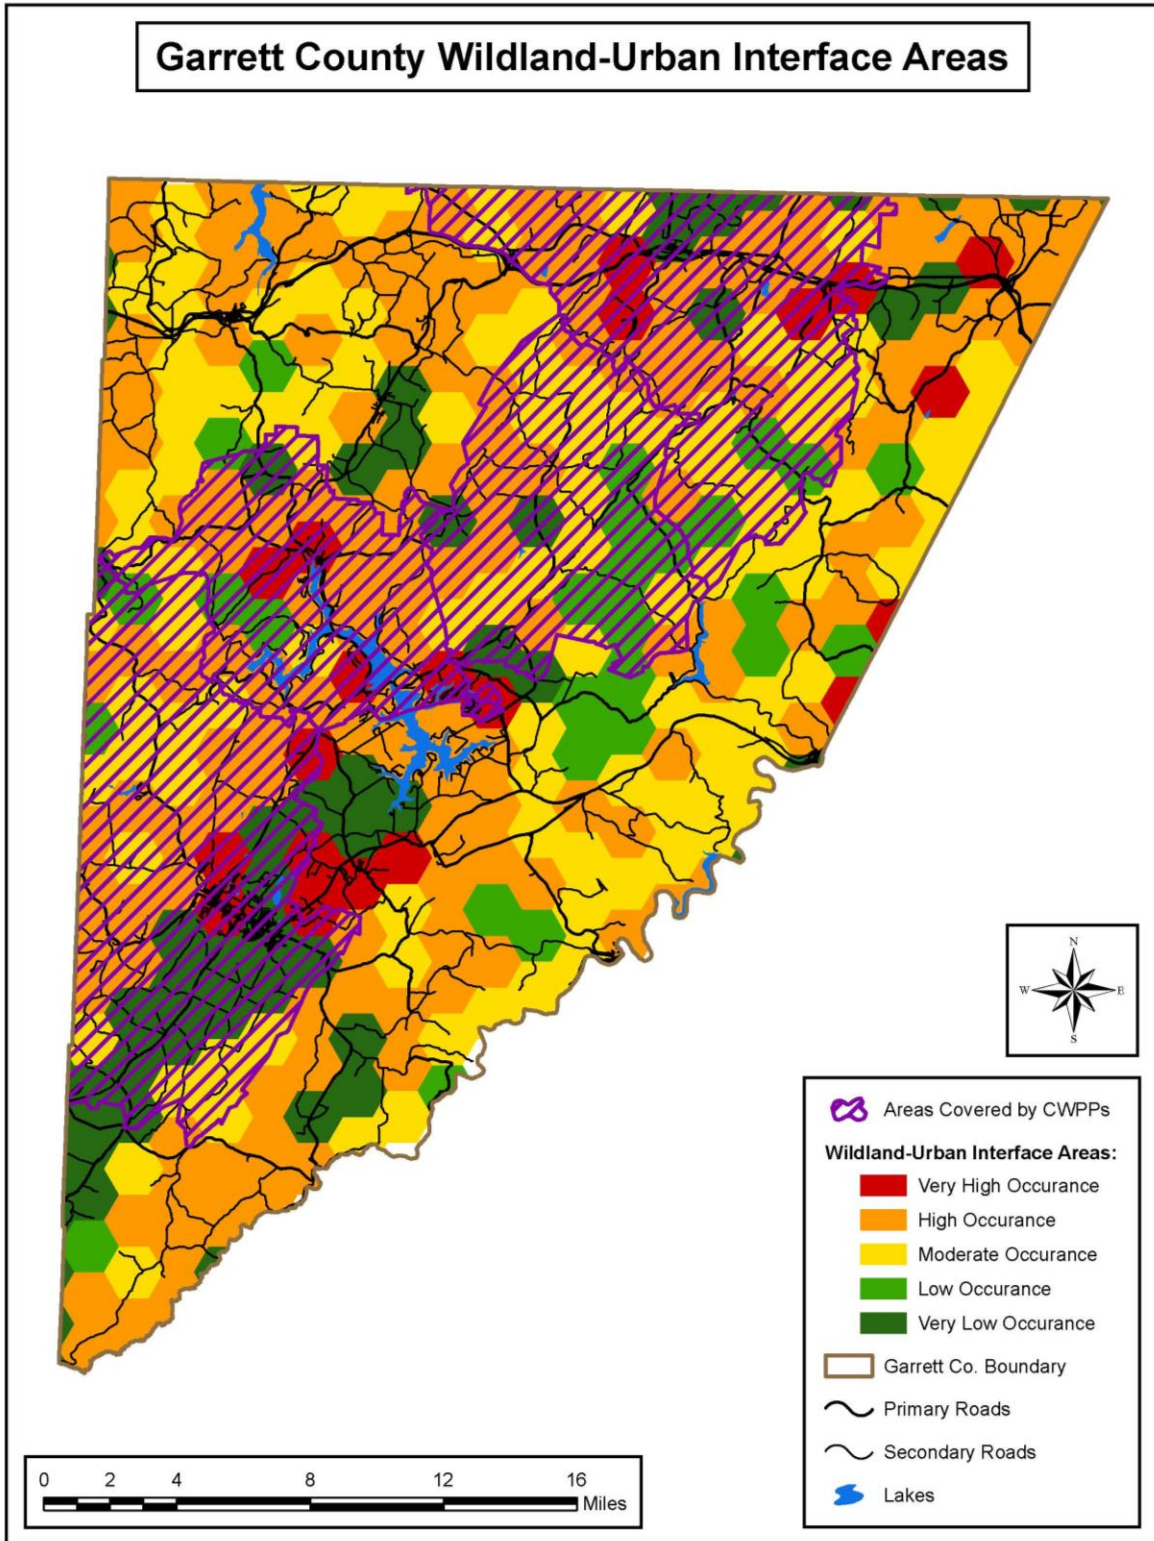 Garrett County Wildland-Urban Interface Areas
N
W E
S
Areas Covered by CWPPs
Wildland-Urban Interface Areas:
Very High Occurance
High Occurance
Moderate Occurance
Low Occurance
Very Low Occurance
Garrett Co. Boundary
Primary Roads
Secondary Roads
Lakes
0 2 4 8 12 16
Miles